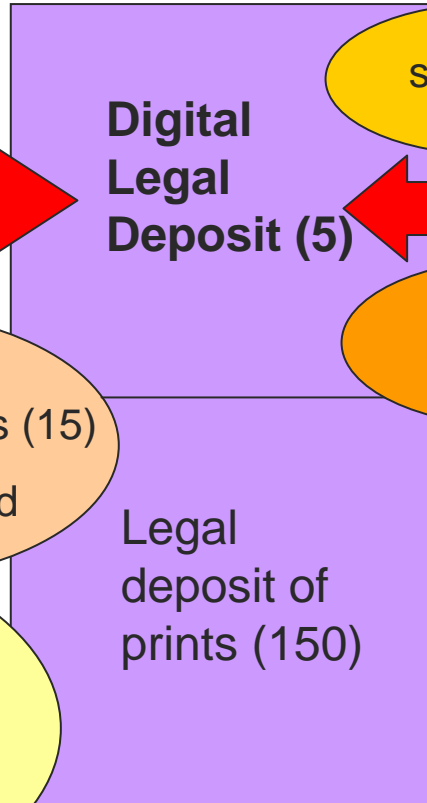 Digital
Legal
Deposit (5)
(15)
Legal
deposit of
prints (150)